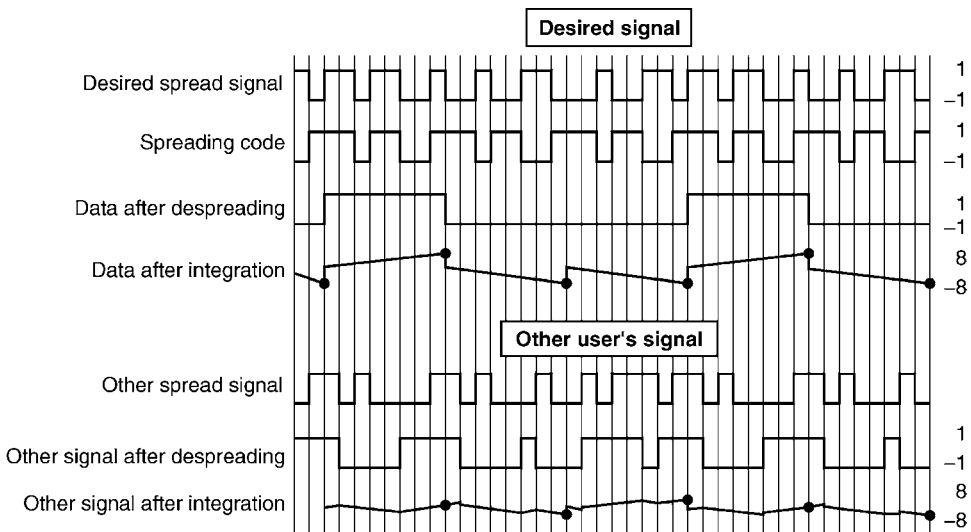 Desired signal
Desired spread signal
1
–1
Spreading code
1
–1
Data after despreading
1
–1
Data after integration
8
–8
Other user's signal
Other spread signal
Other signal after despreading
1
–1
Other signal after integration
8
–8